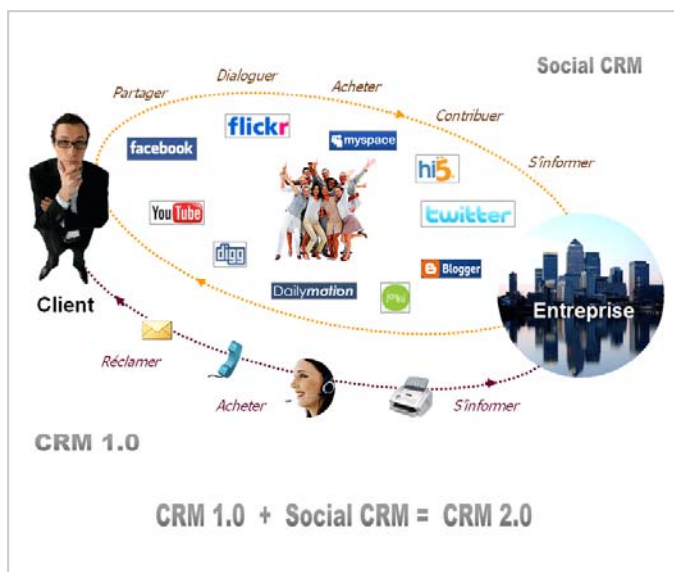 Social CRM
Partager
Dialoguer
Acheter
Contribuer
S'informer
facebook
flickr
myspace
hi5
YouTube
twitter
digg
Blogger
Dailymotion
Client
Entreprise
Réclamer
Acheter
S'informer
CRM 1.0
CRM 1.0 + Social CRM = CRM 2.0